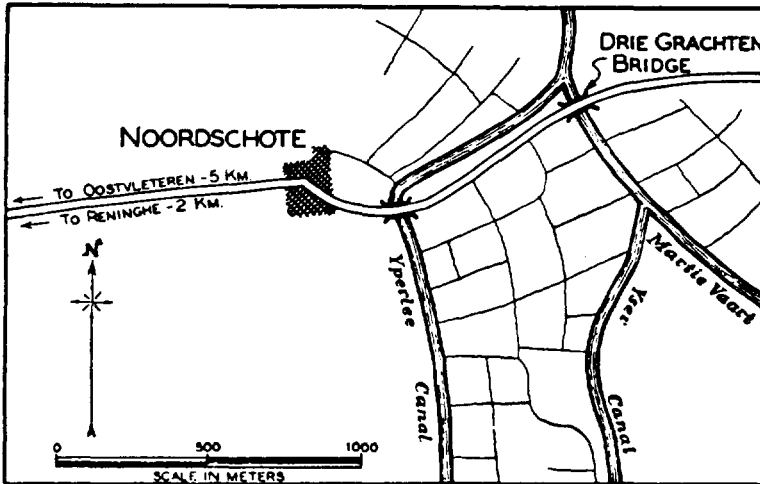 DRIE GRACHTEN
BRIDGE
NOORDSCHOTE
TO OOSTVLETEREN - 5 KM.
TO RENINGHE - 2 KM.
N
Yperlee
Canal
Yser
Canal
Martje Vaart
0 500 1000
SCALE IN METERS